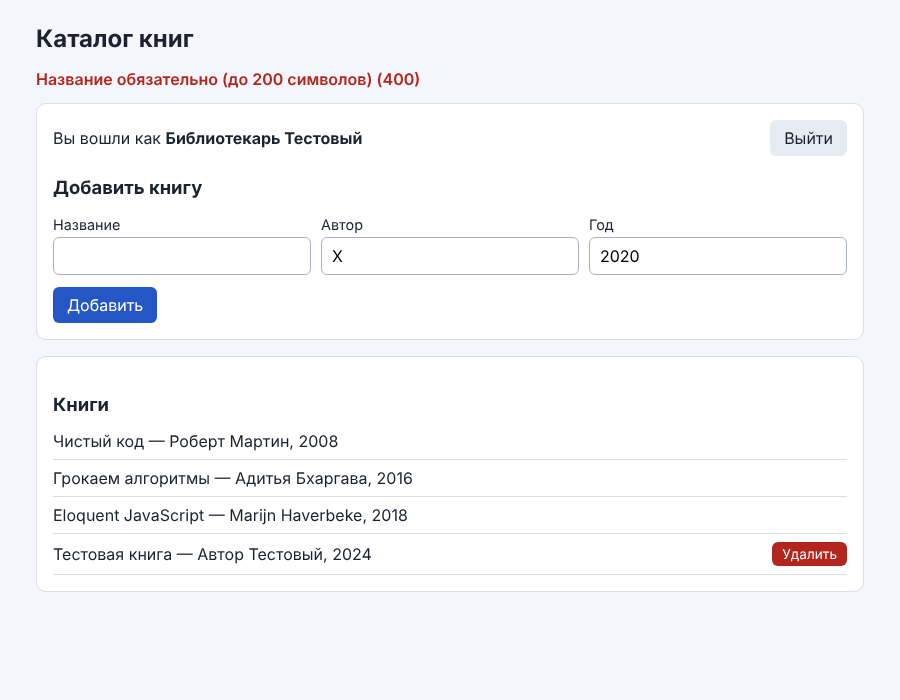 Каталог книг
Название обязательно (до 200 символов) (400)
Вы вошли как Библиотекарь Тестовый
Выйти
Добавить книгу
Название
Автор
Год
X
2020
Добавить
Книги
Чистый код — Роберт Мартин, 2008
Грокаем алгоритмы — Адитья Бхаргава, 2016
Eloquent JavaScript — Marijn Haverbeke, 2018
Тестовая книга — Автор Тестовый, 2024
Удалить